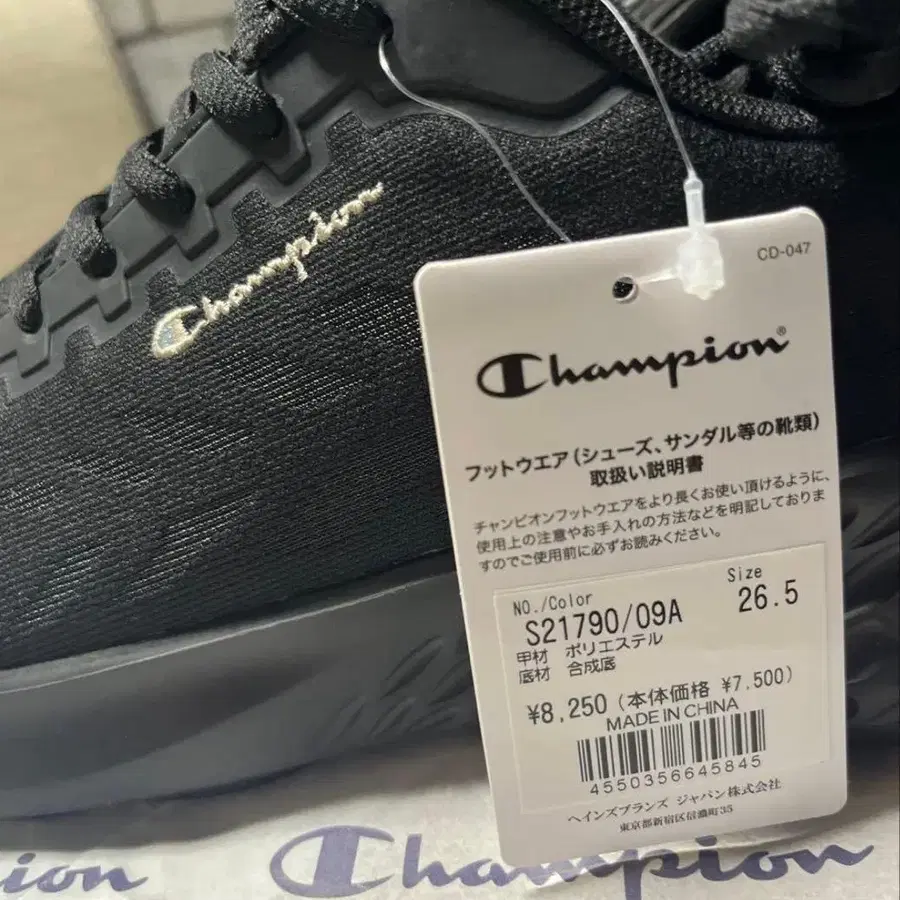 Champion
CD-047
Champion®
フットウエア(シューズ、サンダル等の靴類)
取扱い説明書
チャンピオンフットウエアをより長くお使い頂けるように、
使用上の注意やお手入れの方法などを明記しておりま
すのでご使用前に必ずお読みください。
NO./Color
Size
S21790/09A
26.5
甲材 ポリエステル
底材 合成底
¥8,250(本体価格 ¥7,500)
MADE IN CHINA
4550356645845
ヘインズブランズ ジャパン株式会社
東京都新宿区信濃町35
ion
Champion